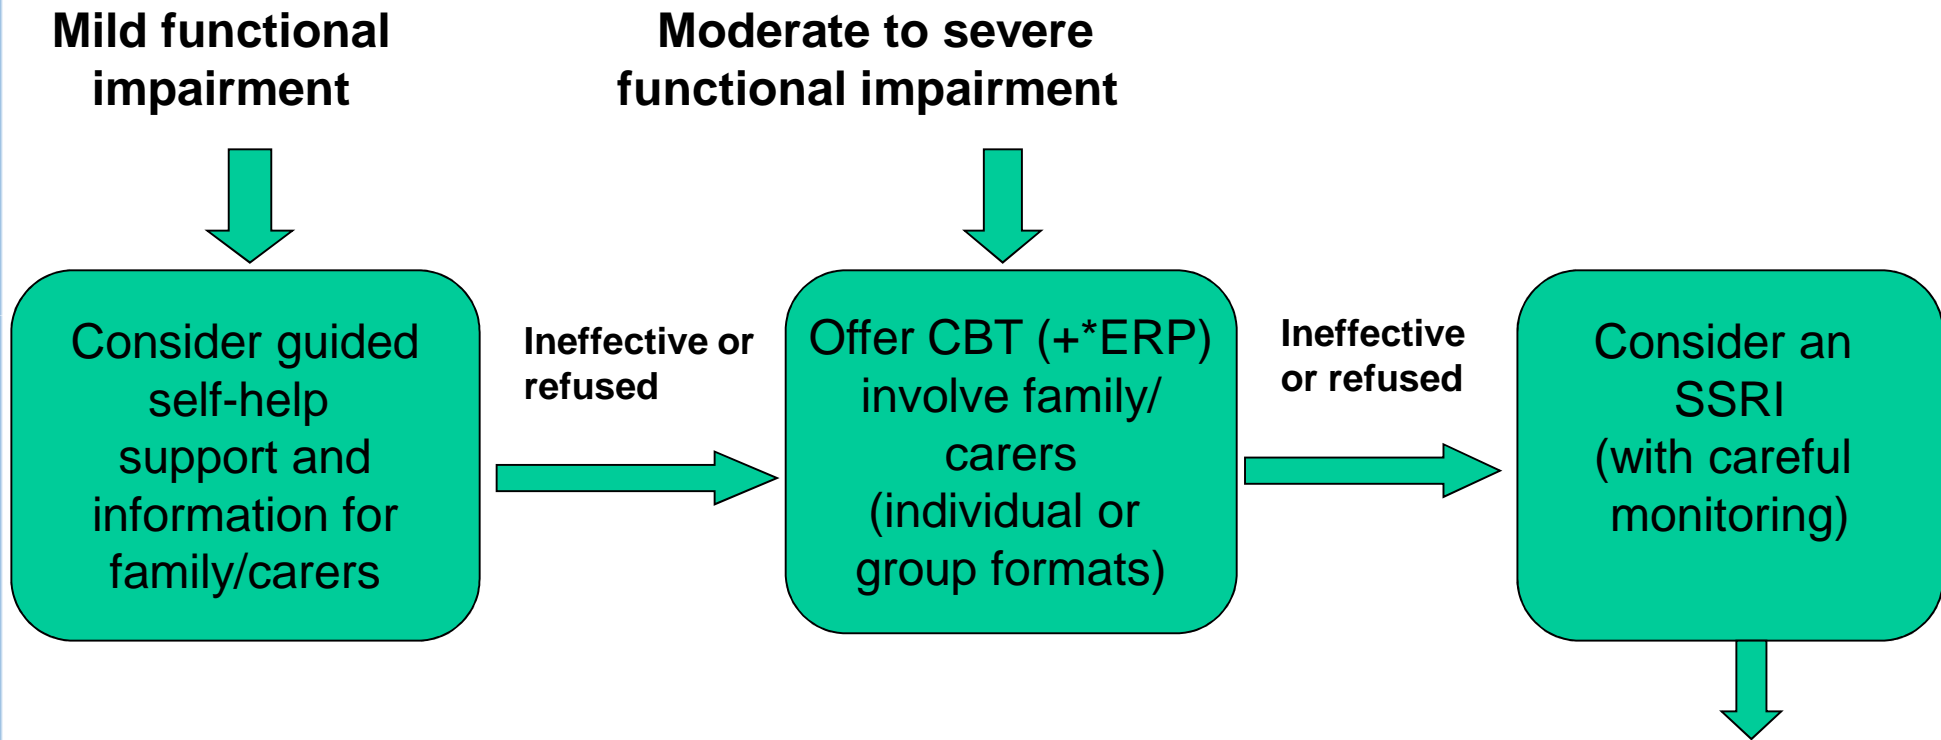 Mild functional
impairment
Moderate to severe
functional impairment
Consider guided
self-help
support and
information for
family/carers
Ineffective or
refused
Offer CBT (+*ERP)
involve family/
carers
(individual or
group formats)
Ineffective
or refused
Consider an
SSRI
(with careful
monitoring)